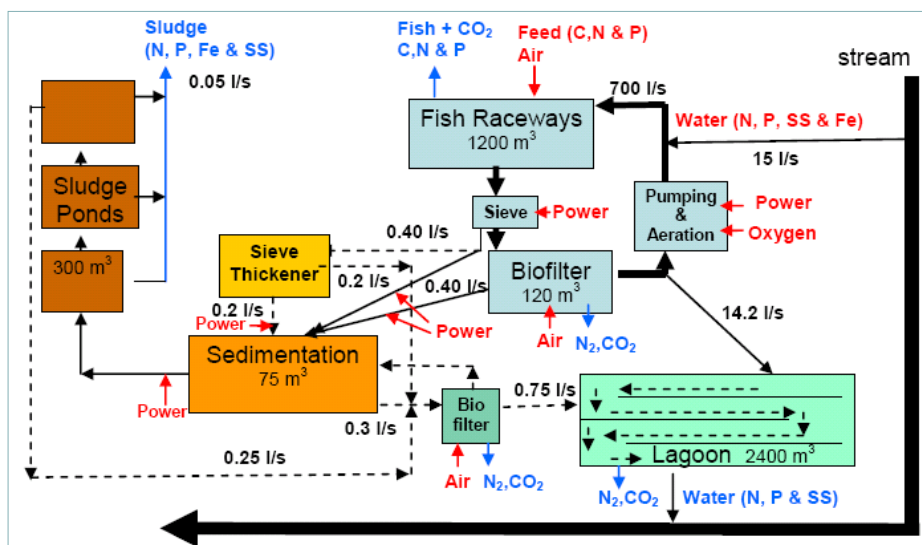 Sludge
(N, P, Fe & SS)
0.05 l/s
Fish + CO2
C,N & P
Feed (C,N & P)
Air
stream
700 l/s
Fish Raceways
1200 m3
Water (N, P, SS & Fe)
15 l/s
Sludge
Ponds
Sieve
Power
Pumping
&
Aeration
Power
Oxygen
300 m3
Sieve
Thickener
0.40 l/s
0.2 l/s
0.40 l/s
Biofilter
120 m3
0.2 l/s
Power
Power
Air
N2,CO2
14.2 l/s
Sedimentation
75 m3
Power
0.3 l/s
Bio
filter
0.75 l/s
0.25 l/s
Air
N2,CO2
Lagoon 2400 m3
N2,CO2
Water (N, P & SS)